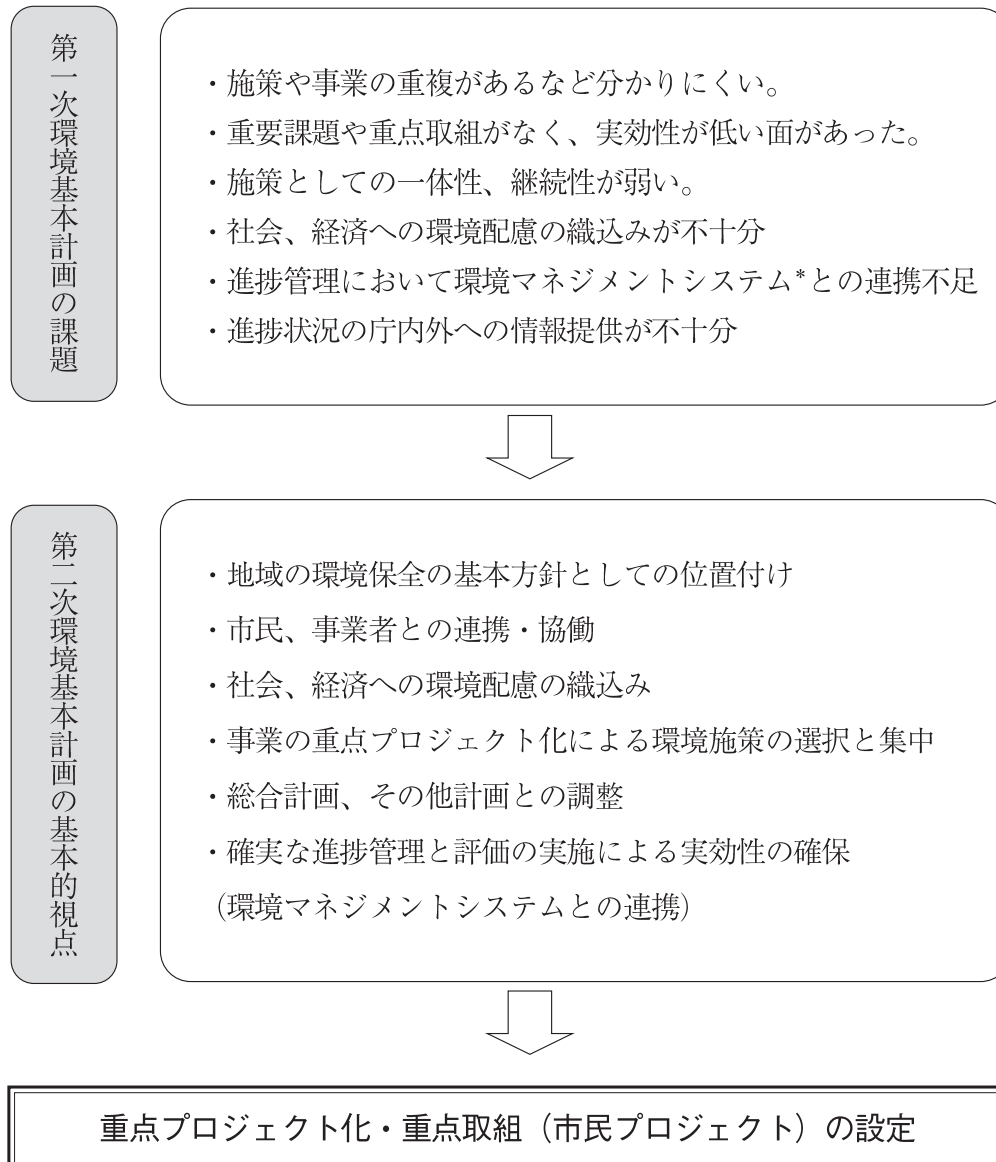 第一次環境基本計画の課題
・施策や事業の重複があるなど分かりにくい。
・重要課題や重点取組がなく、実効性が低い面があった。
・施策としての一体性、継続性が弱い。
・社会、経済への環境配慮の織込みが不十分
・進捗管理において環境マネジメントシステム*との連携不足
・進捗状況の庁内外への情報提供が不十分
第二次環境基本計画の基本的視点
・地域の環境保全の基本方針としての位置付け
・市民、事業者との連携・協働
・社会、経済への環境配慮の織込み
・事業の重点プロジェクト化による環境施策の選択と集中
・総合計画、その他計画との調整
・確実な進捗管理と評価の実施による実効性の確保
（環境マネジメントシステムとの連携）
重点プロジェクト化・重点取組（市民プロジェクト）の設定